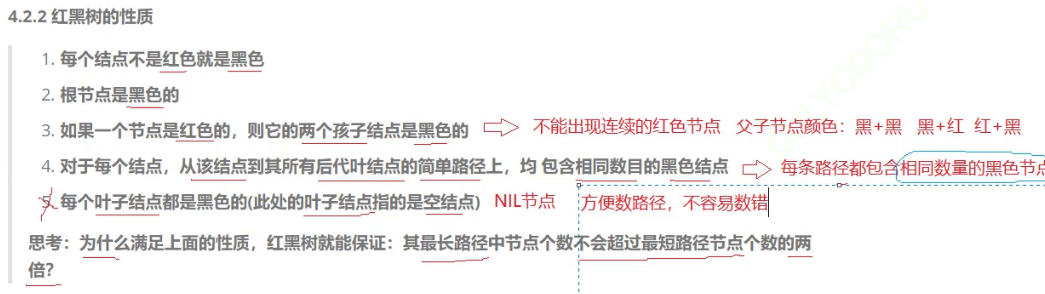 4.2.2 红黑树的性质
1. 每个结点不是红色就是黑色
2. 根节点是黑色的
3. 如果一个节点是红色的，则它的两个孩子结点是黑色的 不能出现连续的红色节点 父子节点颜色：黑+黑 黑+红 红+黑
4. 对于每个结点，从该结点到其所有后代叶结点的简单路径上，均 包含相同数目的黑色结点 每条路径都包含相同数量的黑色节点
5. 每个叶子结点都是黑色的(此处的叶子结点指的是空结点) NIL节点 方便数路径，不容易数错
思考：为什么满足上面的性质，红黑树就能保证：其最长路径中节点个数不会超过最短路径节点个数的两
倍？